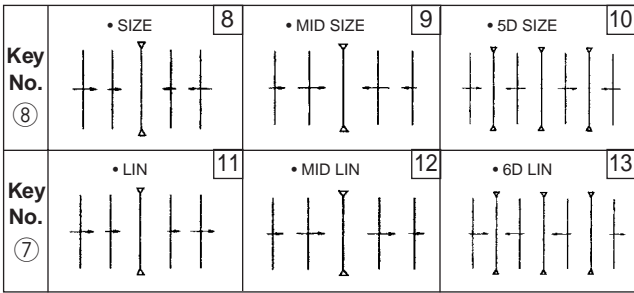 • SIZE 8 • MID SIZE 9 • 5D SIZE 10
Key
No.
⑧
• LIN 11 • MID LIN 12 • 6D LIN 13
Key
No.
⑦